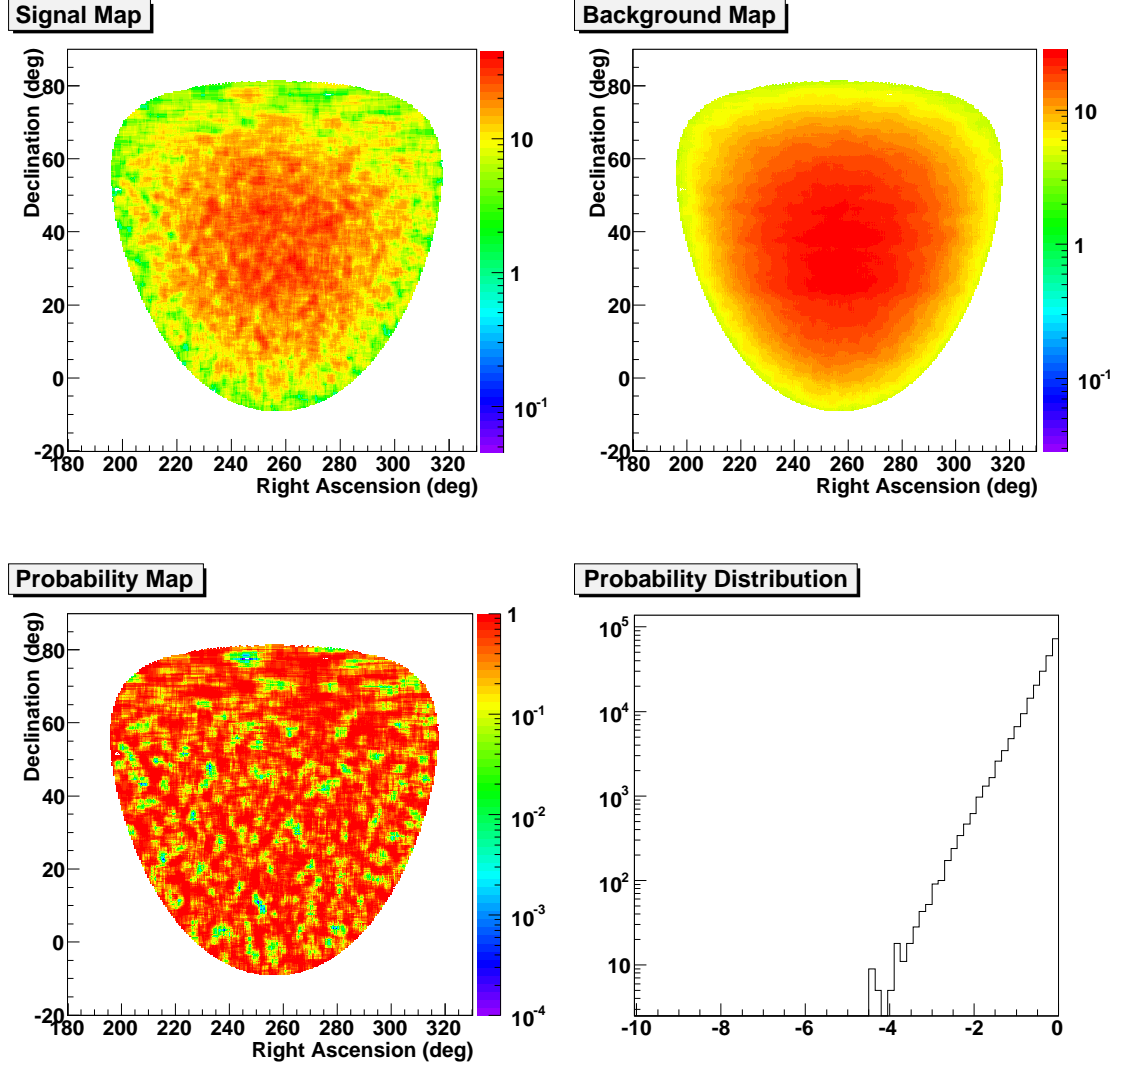 Signal Map
Declination (deg)
80
60
40
20
0
-20
180 200 220 240 260 280 300 320
Right Ascension (deg)
10
1
10^-1
Background Map
Declination (deg)
80
60
40
20
0
-20
180 200 220 240 260 280 300 320
Right Ascension (deg)
10
1
10^-1
Probability Map
Declination (deg)
80
60
40
20
0
-20
180 200 220 240 260 280 300 320
Right Ascension (deg)
1
10^-1
10^-2
10^-3
10^-4
Probability Distribution
10^5
10^4
10^3
10^2
10
-10 -8 -6 -4 -2 0